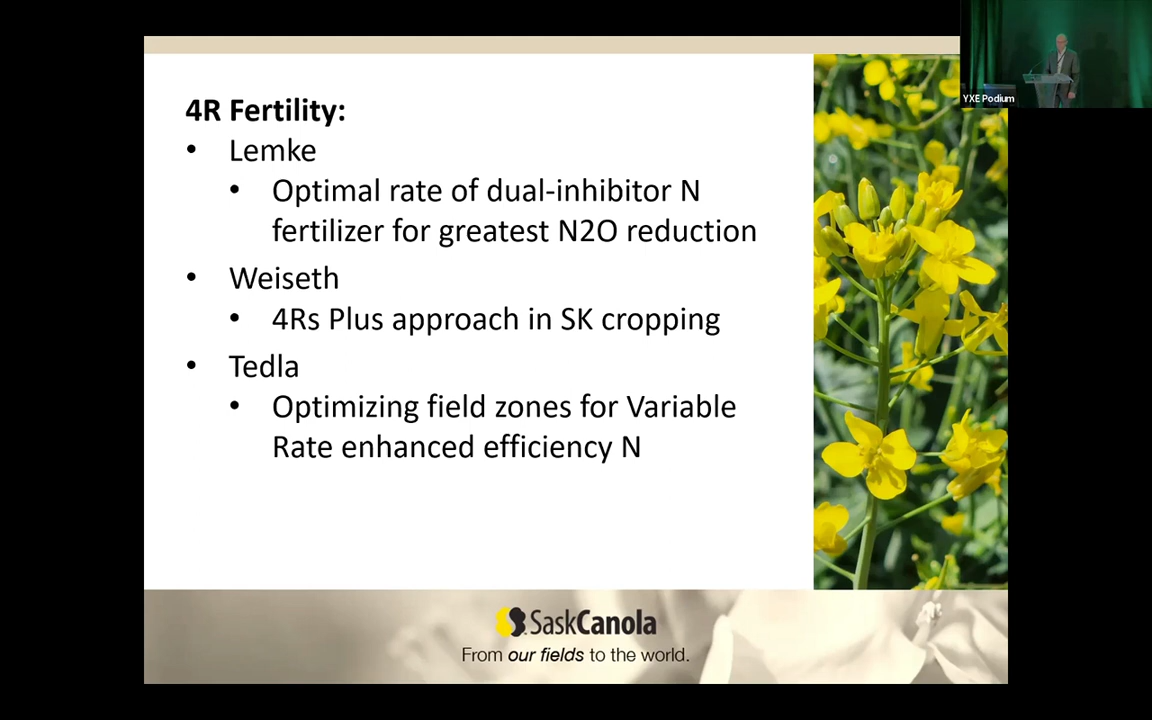 YXE Podium
4R Fertility:
• Lemke
• Optimal rate of dual-inhibitor N
fertilizer for greatest N2O reduction
• Weiseth
• 4Rs Plus approach in SK cropping
• Tedla
• Optimizing field zones for Variable
Rate enhanced efficiency N
SaskCanola
From our fields to the world.